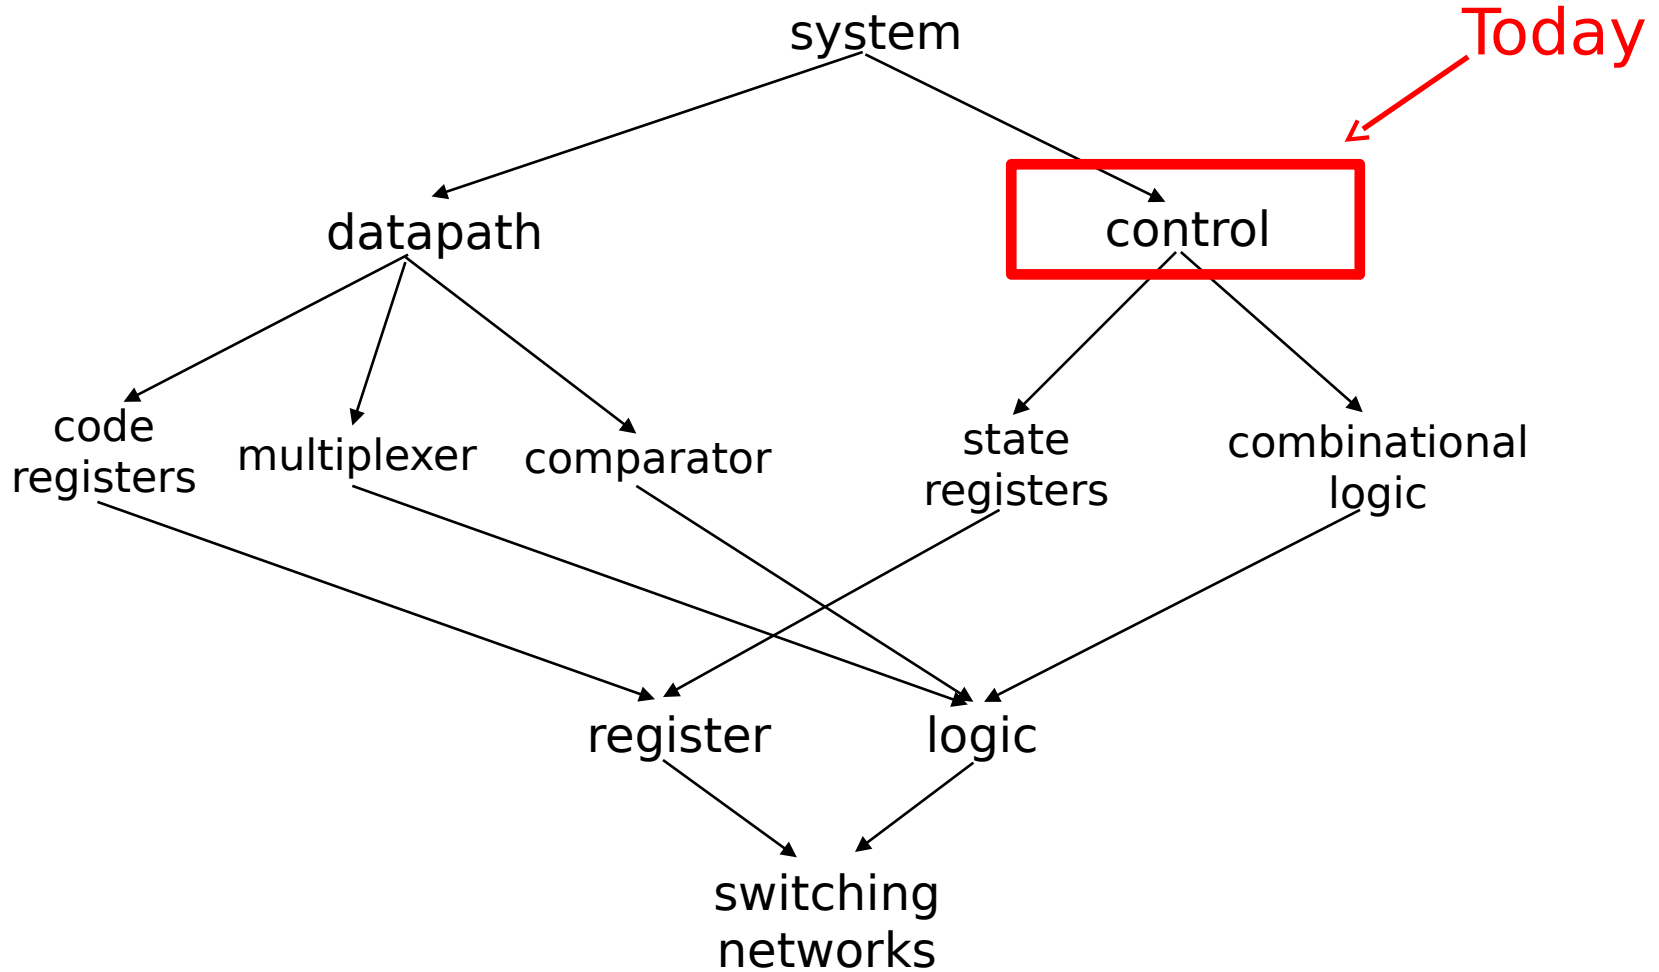 system
Today
datapath
control
code
registers
multiplexer
comparator
state
registers
combinational
logic
register
logic
switching
networks